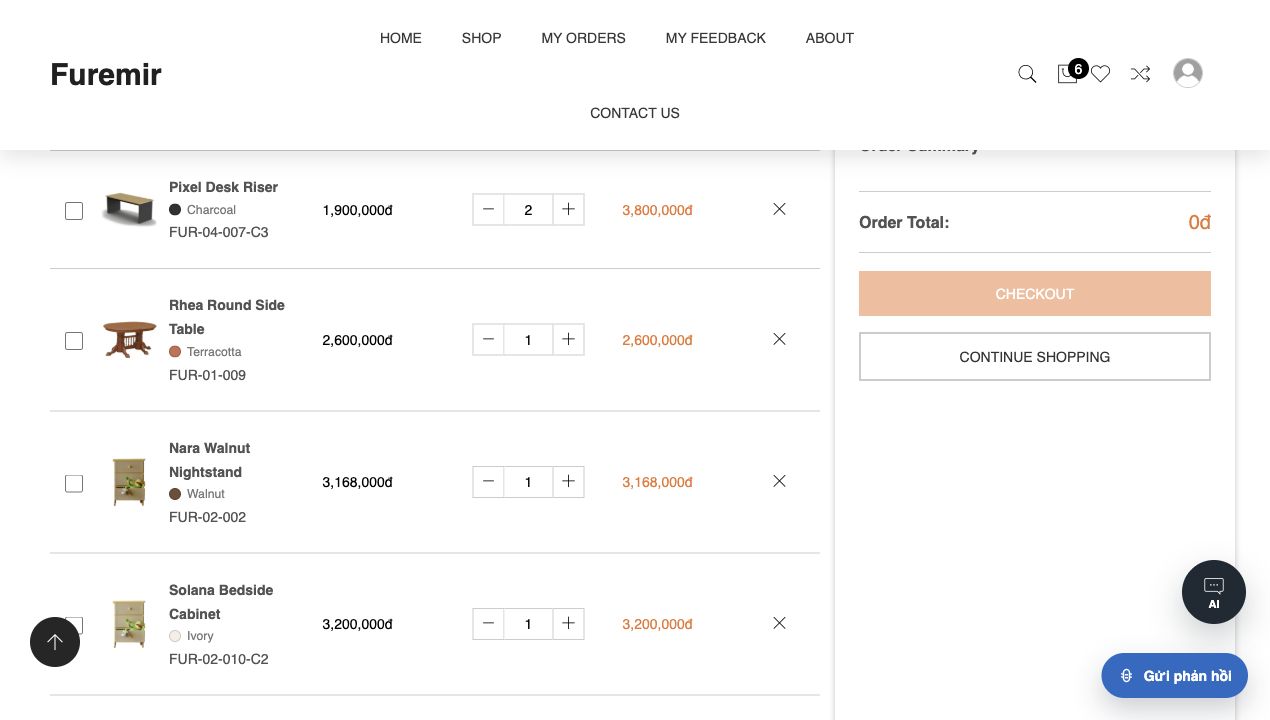 HOME
SHOP
MY ORDERS
MY FEEDBACK
ABOUT
Furemir
6
CONTACT US
Order Summary
Pixel Desk Riser
Charcoal
FUR-04-007-C3
1,900,000đ
2
3,800,000đ
Order Total:
0đ
CHECKOUT
CONTINUE SHOPPING
Rhea Round Side
Table
Terracotta
FUR-01-009
2,600,000đ
1
2,600,000đ
Nara Walnut
Nightstand
Walnut
FUR-02-002
3,168,000đ
1
3,168,000đ
Solana Bedside
Cabinet
Ivory
FUR-02-010-C2
3,200,000đ
1
3,200,000đ
AI
Gửi phản hồi